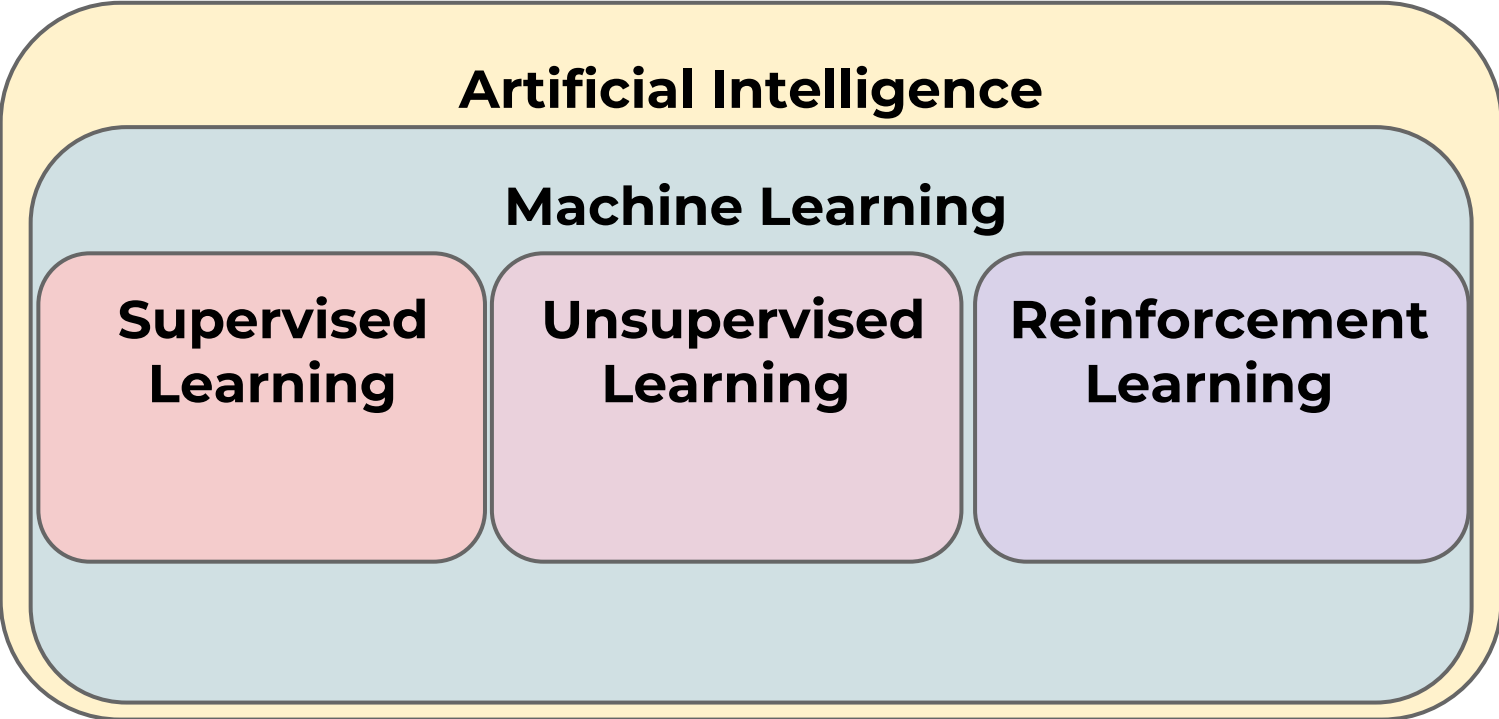 Artificial Intelligence
Machine Learning
Supervised
Learning
Unsupervised
Learning
Reinforcement
Learning